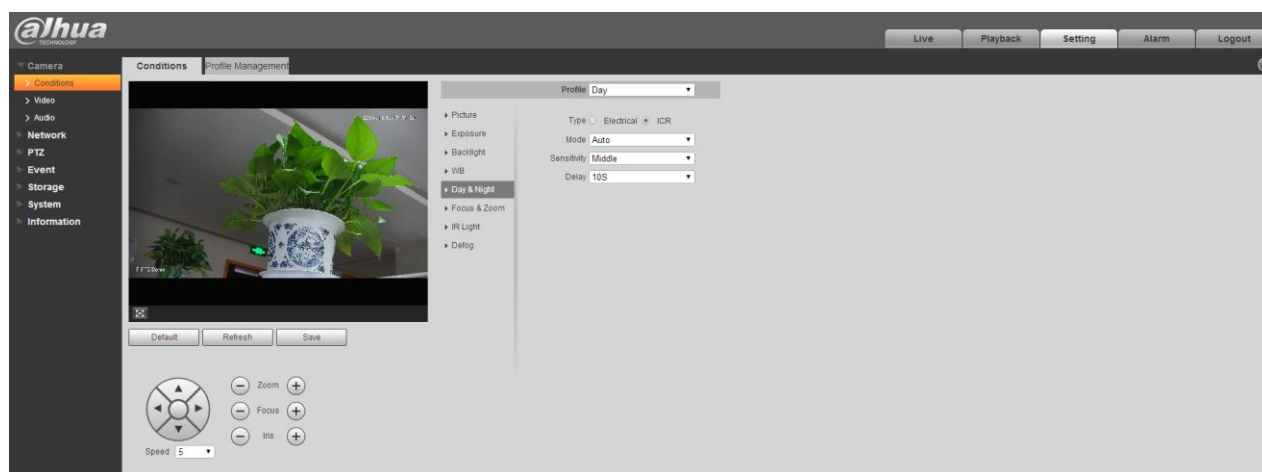 alhua
TECHNOLOGY
Live Playback Setting Alarm Logout
Camera
Conditions
Video
Audio
Network
PTZ
Event
Storage
System
Information
Conditions Profile Management
Default Refresh Save
Zoom
Focus
Iris
Speed 5
Profile Day
Picture
Exposure
Backlight
WB
Day & Night
Focus & Zoom
IR Light
Defog
Type Electrical ICR
Mode Auto
Sensitivity Middle
Delay 10S